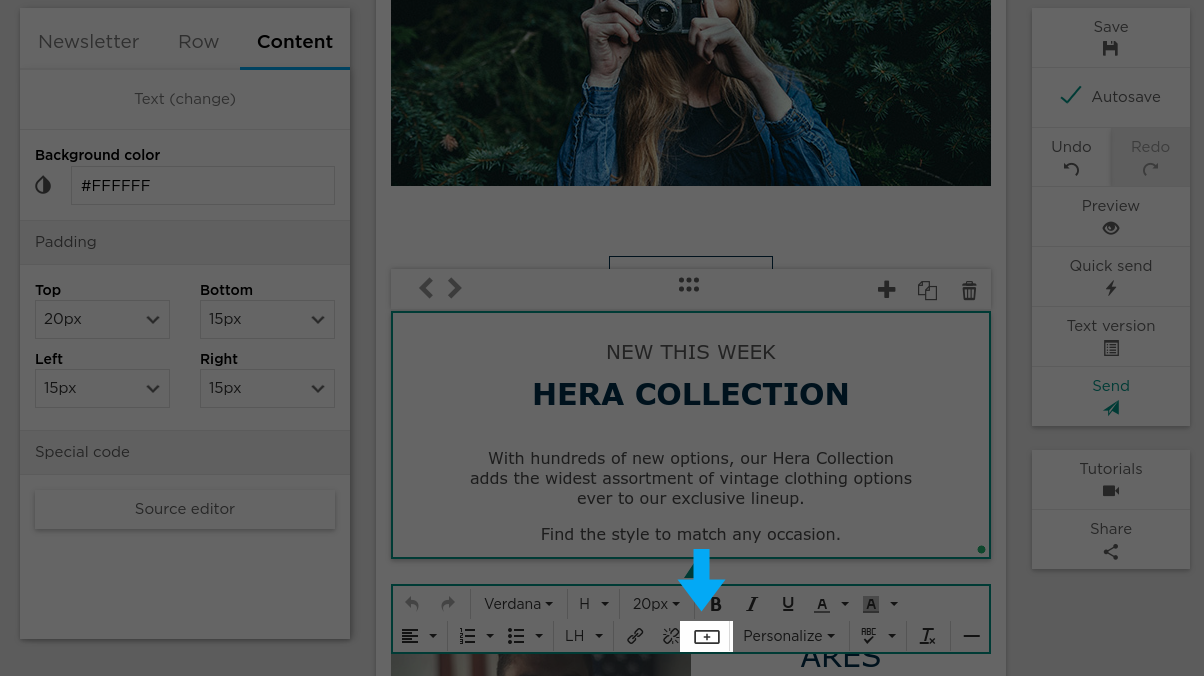 Newsletter Row Content
Text (change)
Background color
#FFFFFF
Padding
Top Bottom
20px 15px
Left Right
15px 15px
Special code
Source editor
NEW THIS WEEK
HERA COLLECTION
With hundreds of new options, our Hera Collection
adds the widest assortment of vintage clothing options
ever to our exclusive lineup.
Find the style to match any occasion.
Verdana H 20px B I U A A
LH Personalize ABC
ARES
Save
Autosave
Undo Redo
Preview
Quick send
Text version
Send
Tutorials
Share